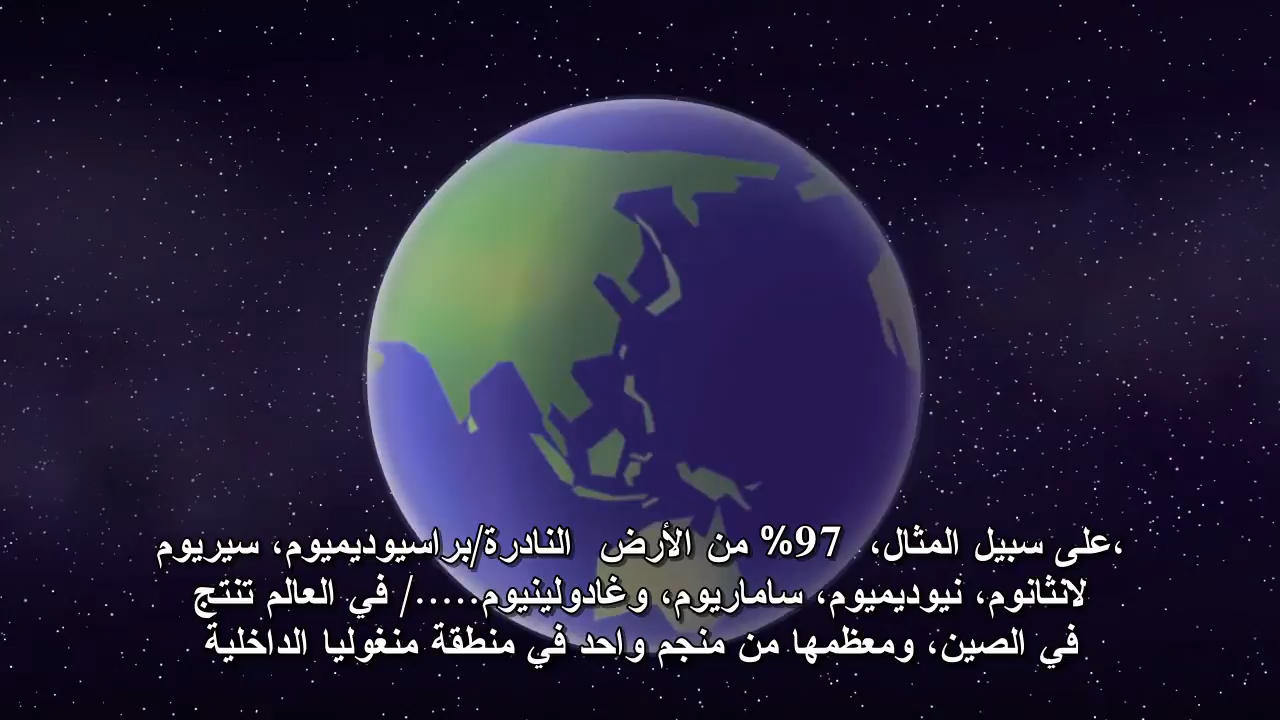 على سبيل المثال،  97% من الأرض  النادرة/براسيوديميوم، سيريوم،
لانثانوم، نيوديميوم، ساماريوم، وغادولينيوم...../ في العالم تنتج
في الصين، ومعظمها من منجم واحد في منطقة منغوليا الداخلية